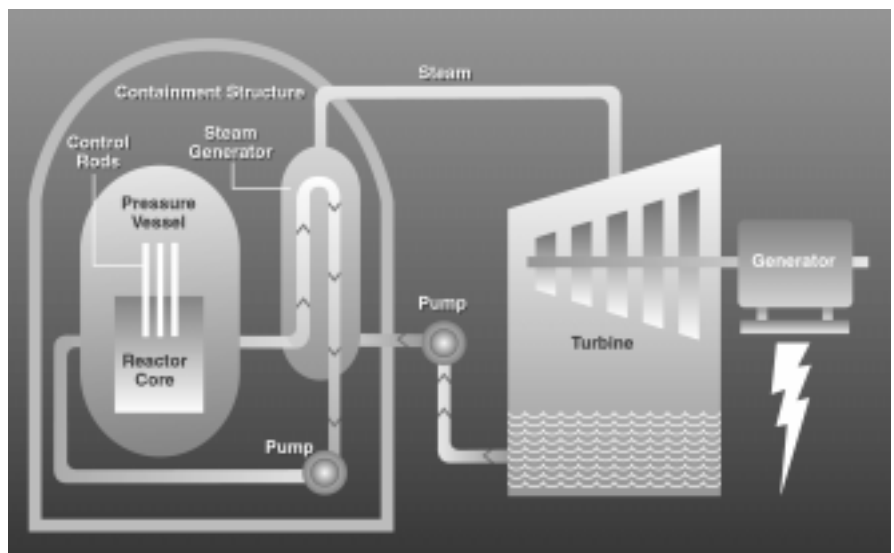 Steam
Containment Structure
Steam
Generator
Control
Rods
Pressure
Vessel
Generator
Pump
Turbine
Reactor
Core
Pump